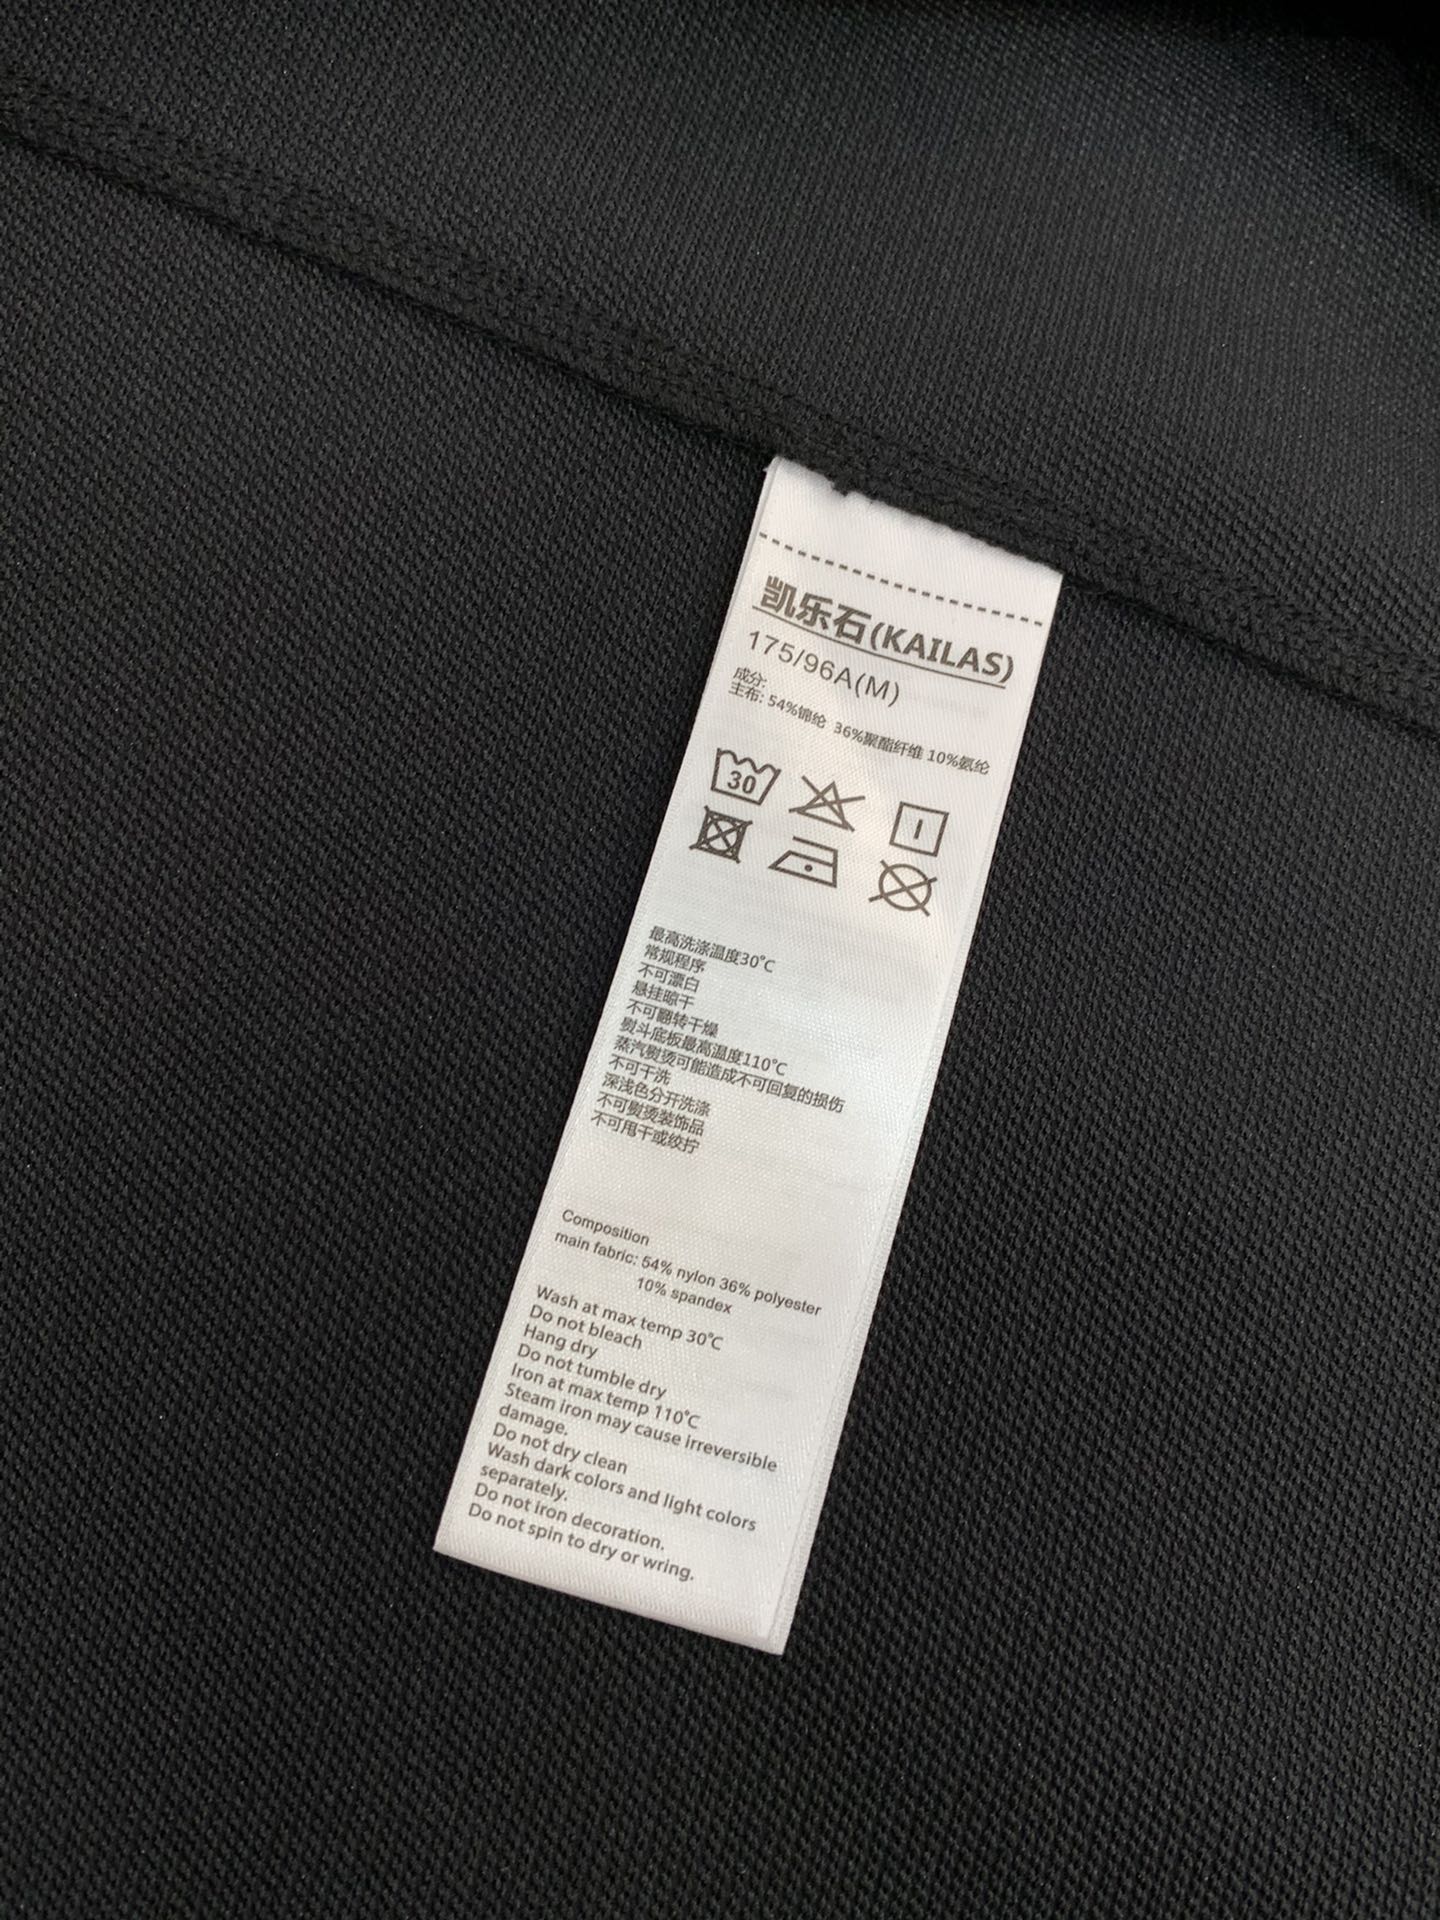 凯乐石(KAILAS)
175/96A(M)
成分:
主布: 54%锦纶 36%聚酯纤维 10%氨纶
30
最高洗涤温度30℃
常规程序
不可漂白
悬挂晾干
不可翻转干燥
熨斗底板最高温度110℃
蒸汽熨烫可能造成不可回复的损伤
不可干洗
深浅色分开洗涤
不可熨烫装饰品
不可甩干或绞拧
Composition
main fabric: 54% nylon 36% polyester
10% spandex
Wash at max temp 30℃
Do not bleach
Hang dry
Do not tumble dry
Iron at max temp 110℃
Steam iron may cause irreversible
damage.
Do not dry clean
Wash dark colors and light colors
separately.
Do not iron decoration.
Do not spin to dry or wring.